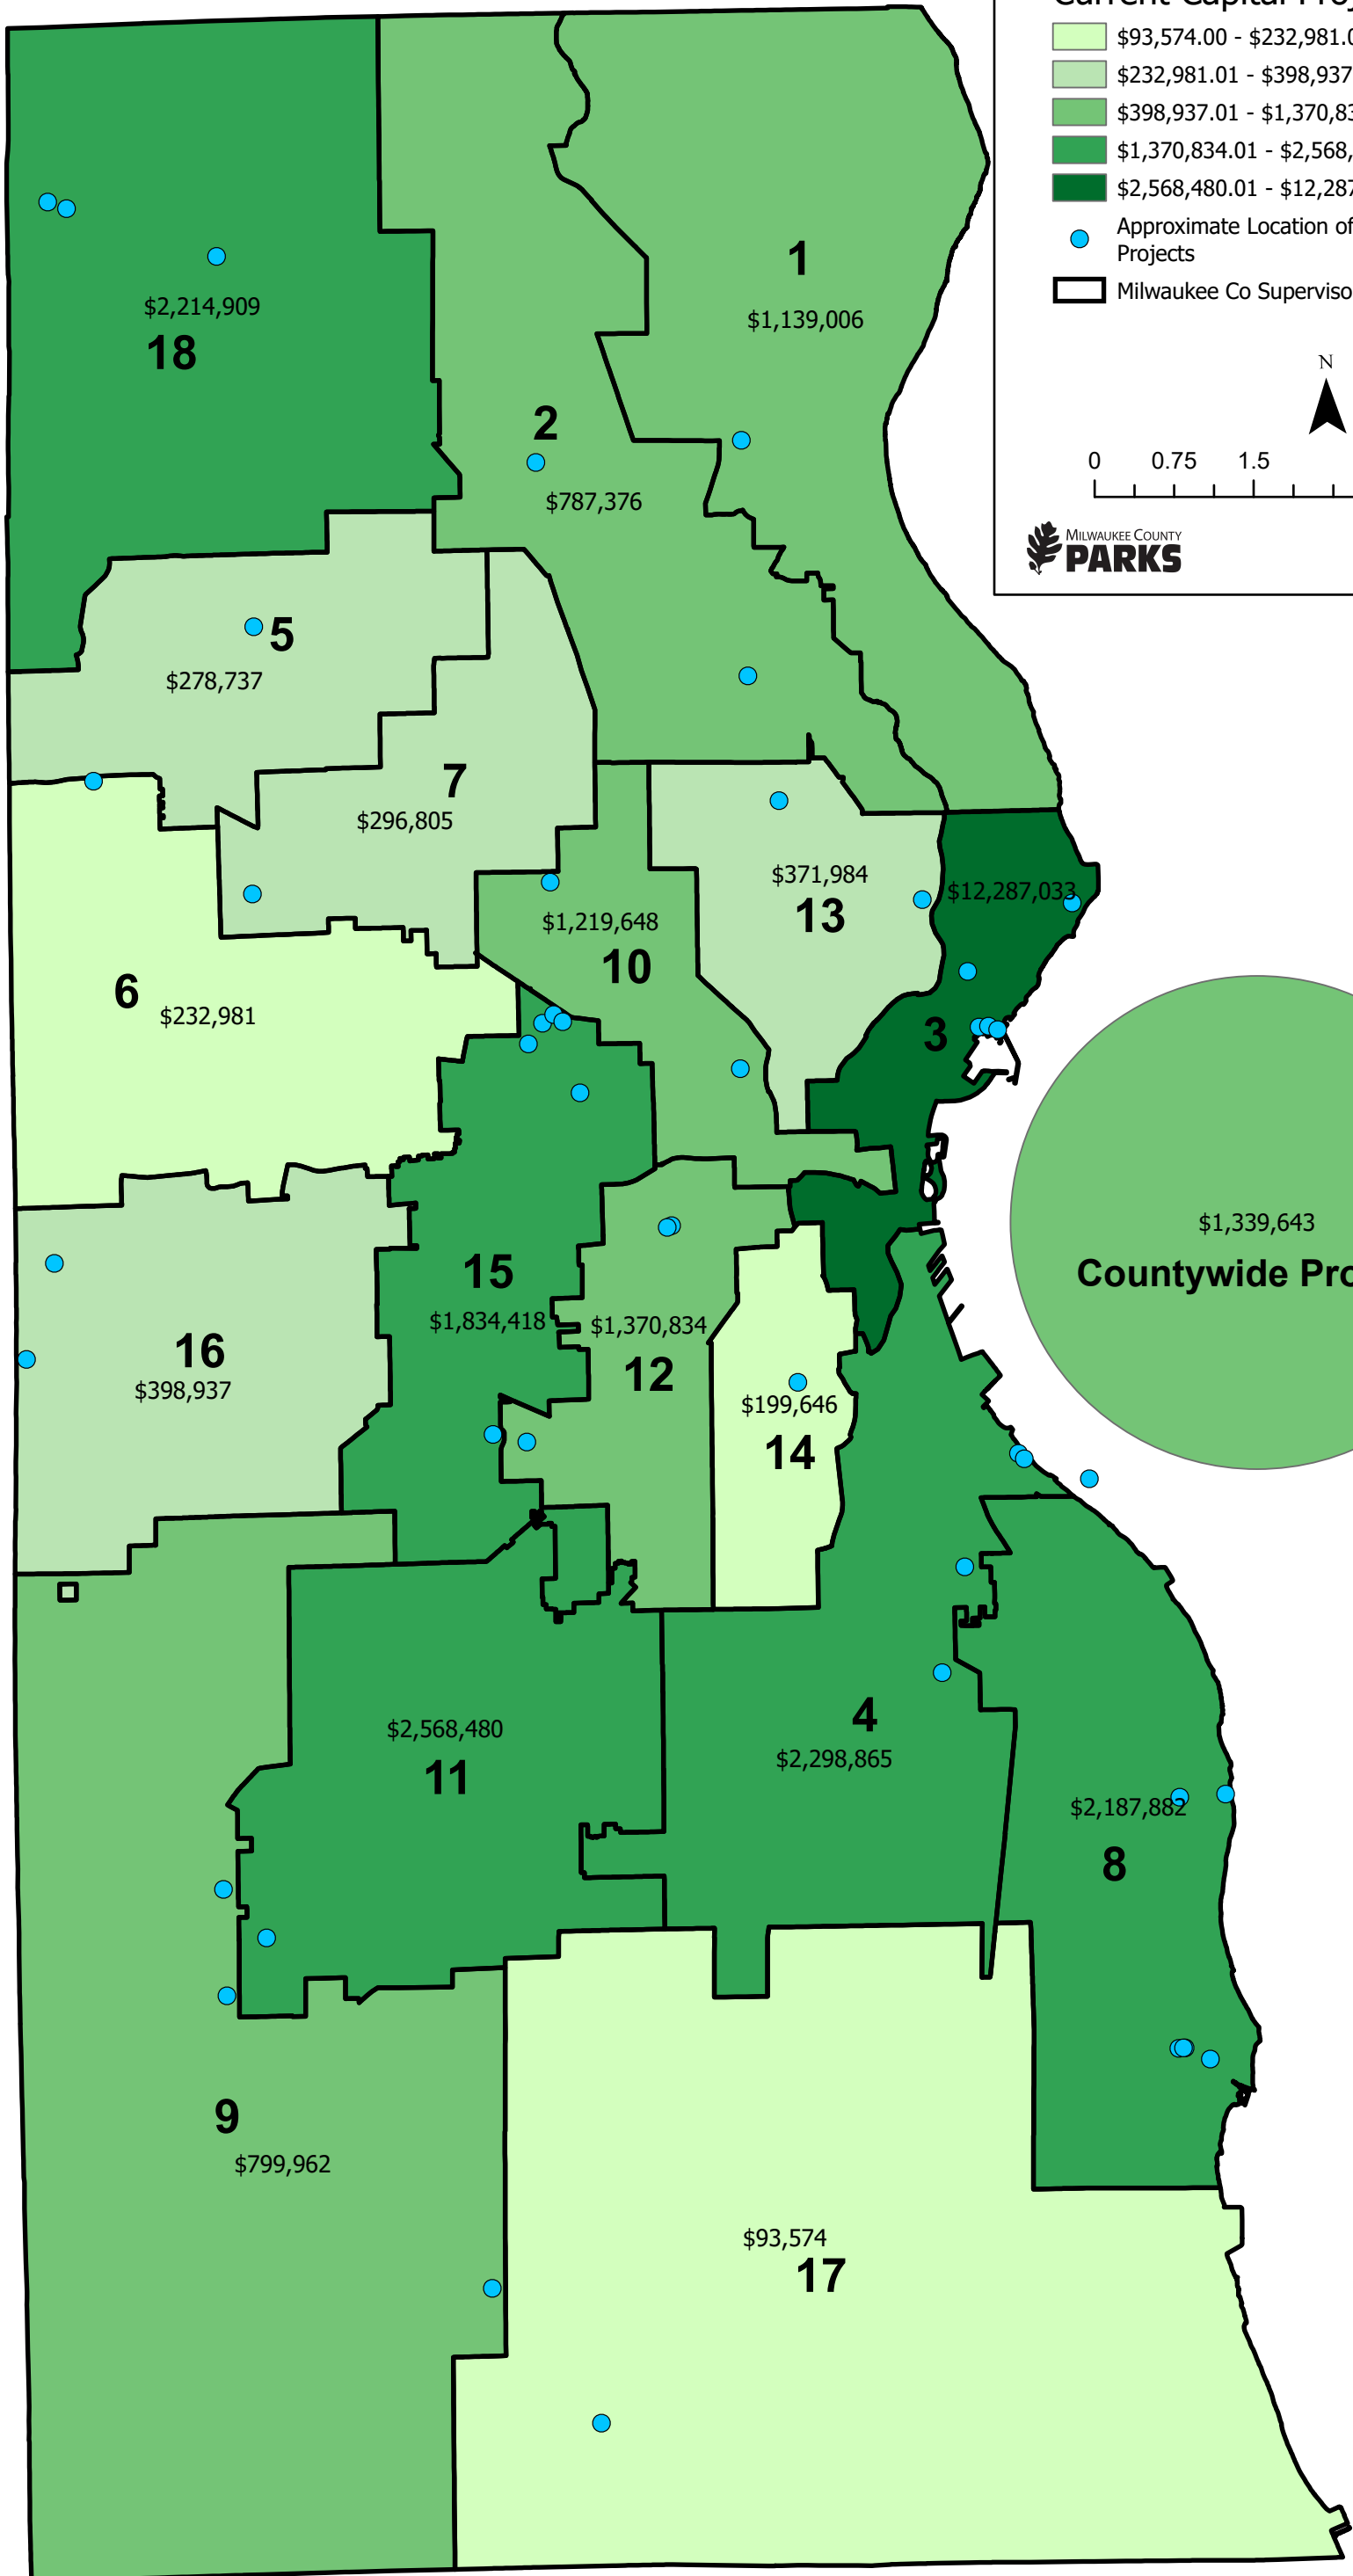 $93,574.00 - $232,981.0
$232,981.01 - $398,937
$398,937.01 - $1,370,83
$1,370,834.01 - $2,568,
$2,568,480.01 - $12,287
Approximate Location of
Projects
Milwaukee Co Superviso
N
0 0.75 1.5
MILWAUKEE COUNTY
PARKS
1
$1,139,006
$2,214,909
18
2
$787,376
5
$278,737
7
$296,805
$371,984
13
$12,287,033
$1,219,648
10
6
$232,981
3
$1,339,643
Countywide Pro
15
$1,834,418
$1,370,834
12
16
$398,937
$199,646
14
$2,568,480
11
4
$2,298,865
$2,187,882
8
9
$799,962
$93,574
17